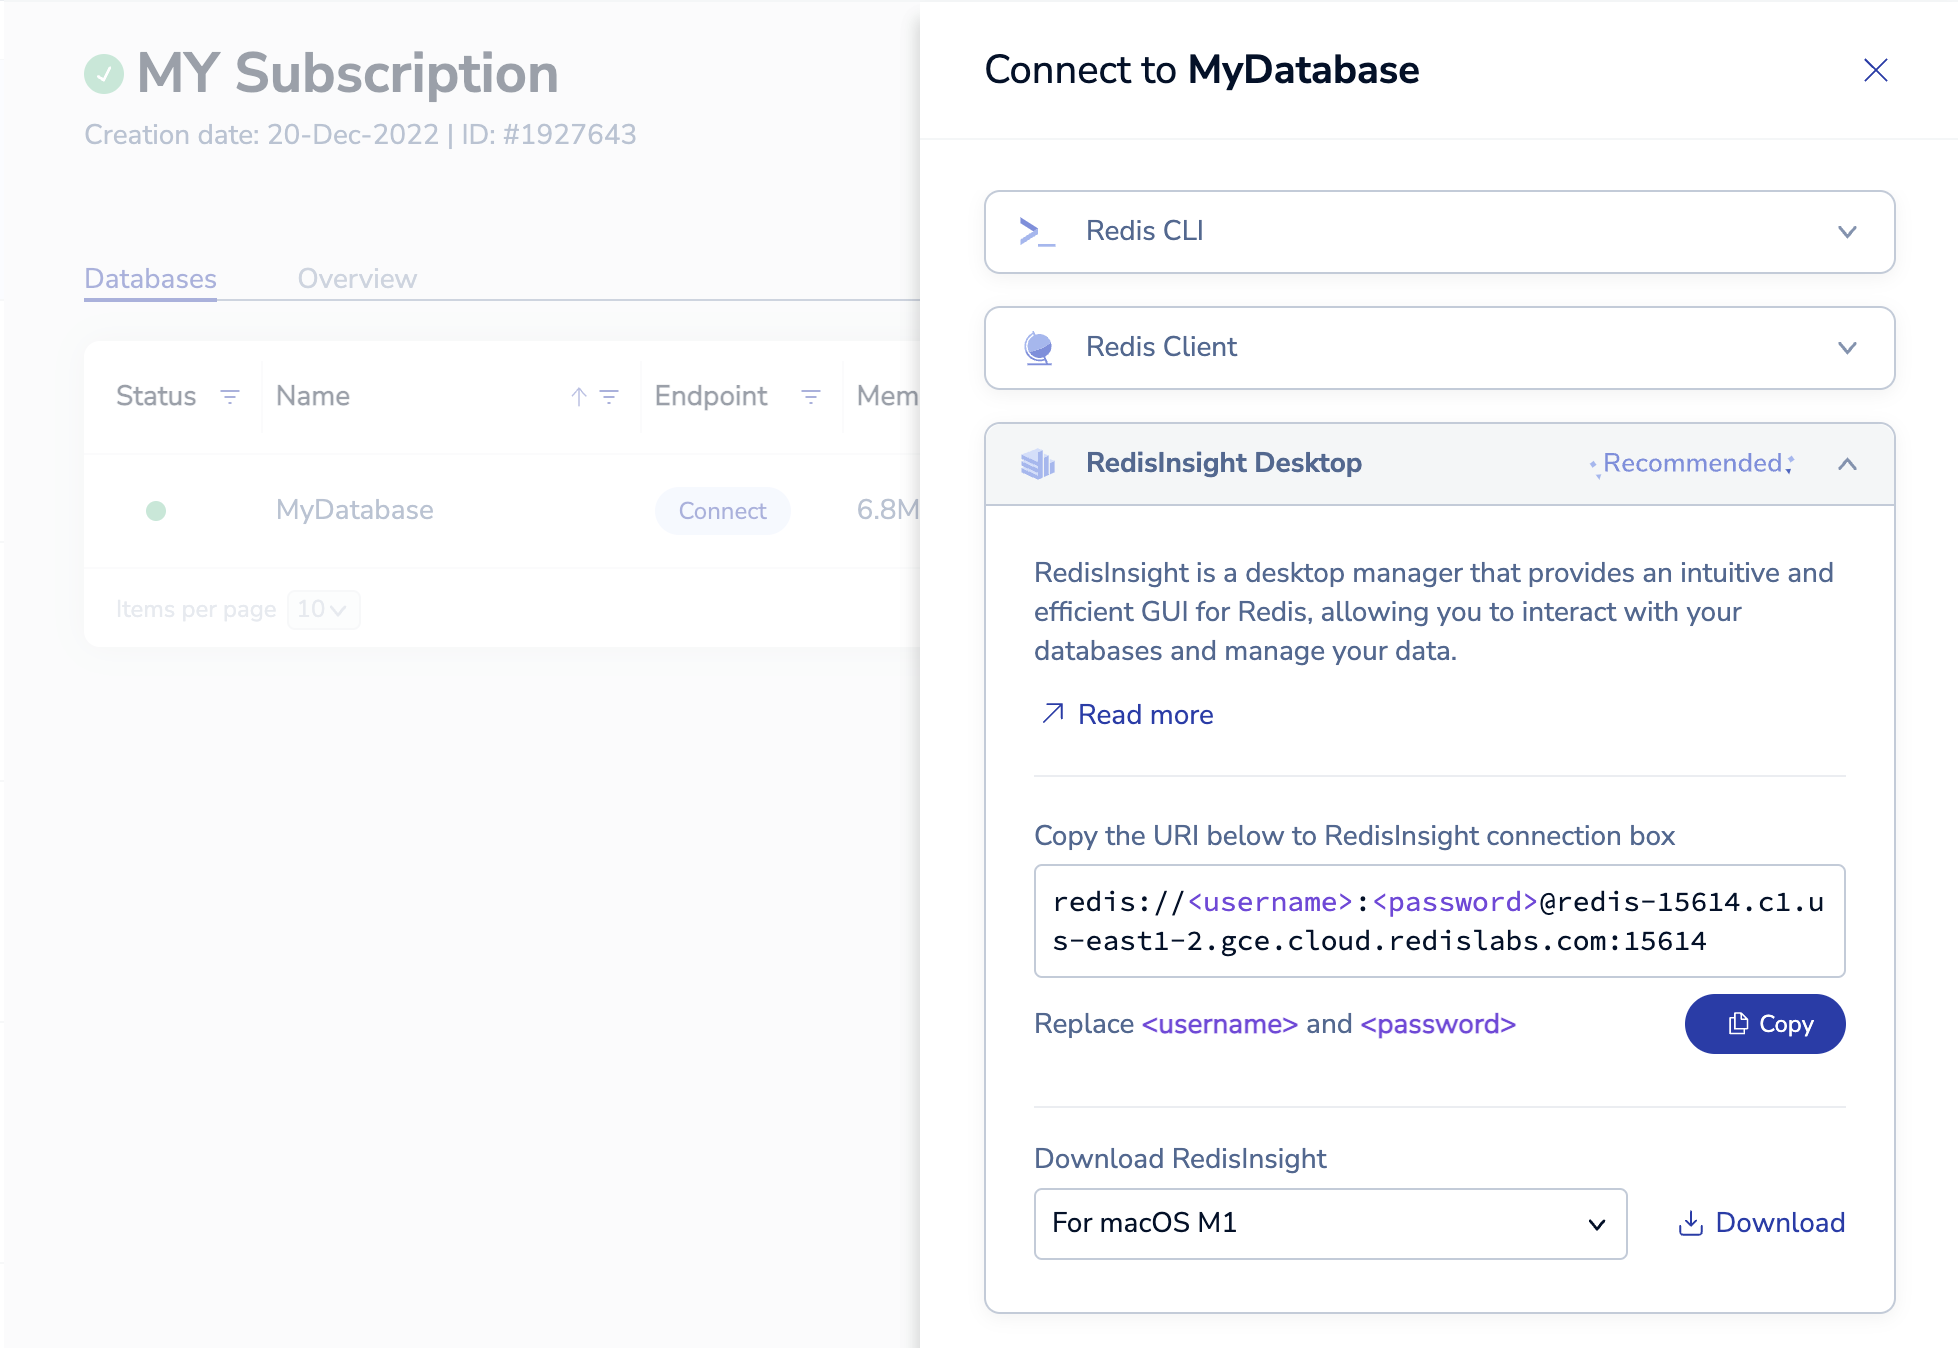 MY Subscription
Creation date: 20-Dec-2022 | ID: #1927643
Databases
Overview
Status
Name
Endpoint
Mem
MyDatabase
Connect
6.8M
Items per page 10
Connect to MyDatabase
Redis CLI
Redis Client
RedisInsight Desktop
Recommended
RedisInsight is a desktop manager that provides an intuitive and
efficient GUI for Redis, allowing you to interact with your
databases and manage your data.
Read more
Copy the URI below to RedisInsight connection box
redis://<username>:<password>@redis-15614.c1.u
s-east1-2.gce.cloud.redislabs.com:15614
Replace <username> and <password>
Copy
Download RedisInsight
For macOS M1
Download